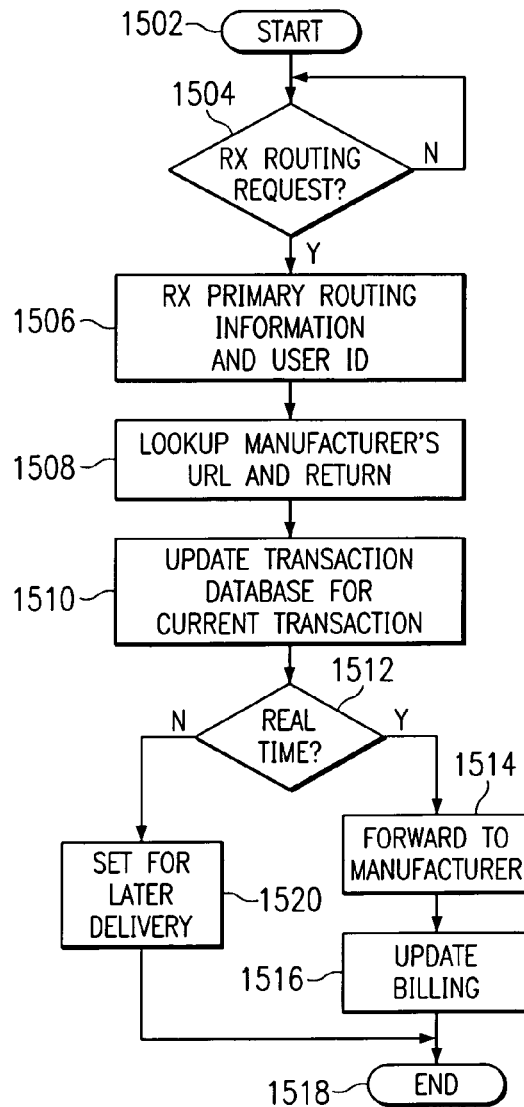 1502
START
1504
RX ROUTING
REQUEST?
N
Y
1506
RX PRIMARY ROUTING
INFORMATION
AND USER ID
1508
LOOKUP MANUFACTURER'S
URL AND RETURN
1510
UPDATE TRANSACTION
DATABASE FOR
CURRENT TRANSACTION
1512
N
REAL
TIME?
Y
1514
FORWARD TO
MANUFACTURER
SET FOR
LATER
DELIVERY
1520
1516
UPDATE
BILLING
1518
END